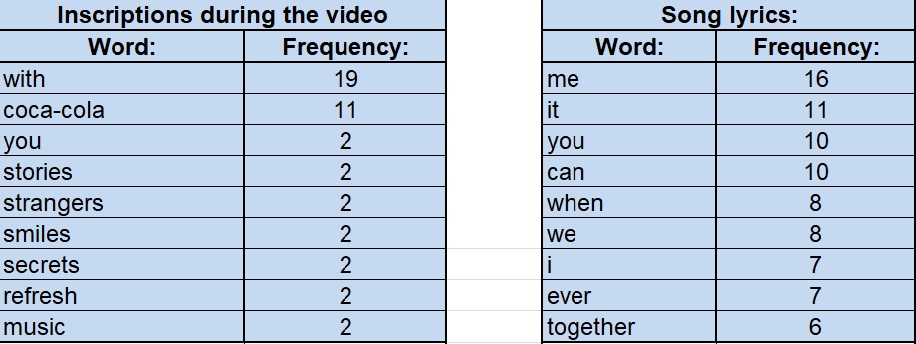 Inscriptions during the video Song lyrics:
Word: Frequency: Word: Frequency:
with 19 me 16
coca-cola 11 it 11
you 2 you 10
stories 2 can 10
strangers 2 when 8
smiles 2 we 8
secrets 2 i 7
refresh 2 ever 7
music 2 together 6